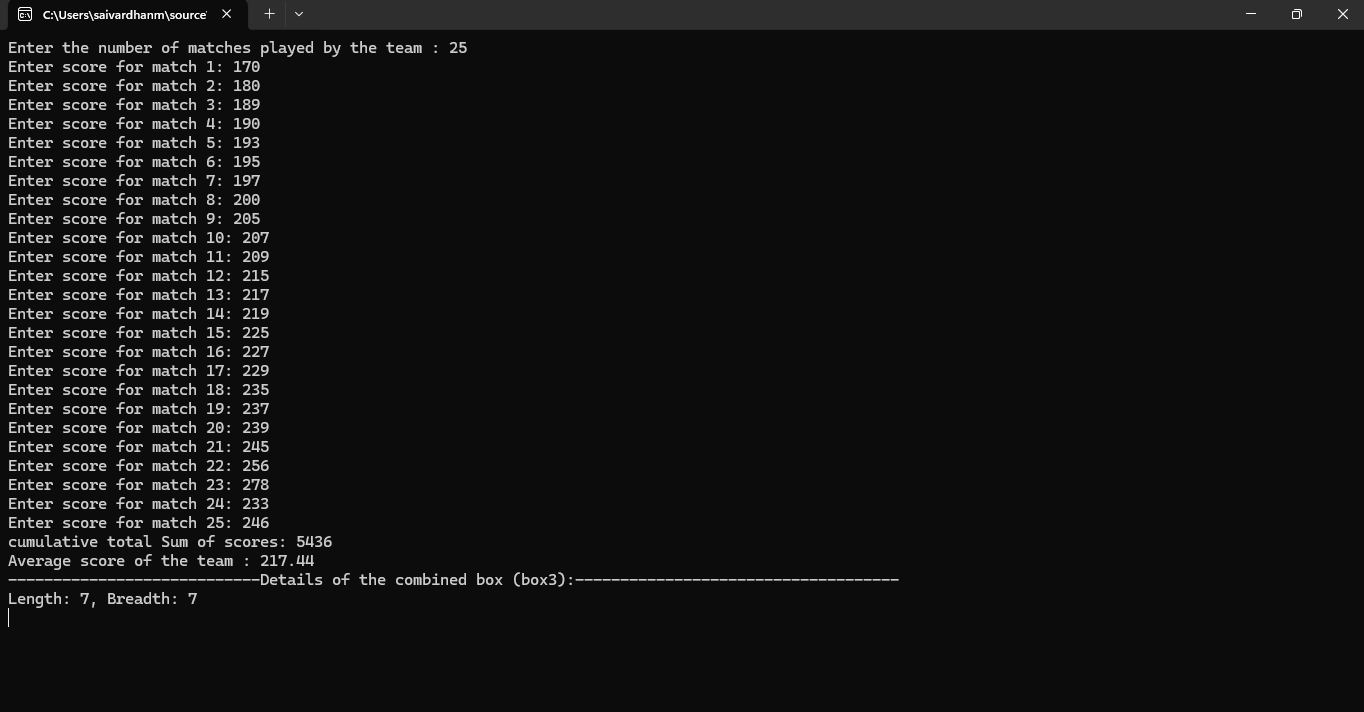 C:\Users\saivardhanm\source'
Enter the number of matches played by the team : 25
Enter score for match 1: 170
Enter score for match 2: 180
Enter score for match 3: 189
Enter score for match 4: 190
Enter score for match 5: 193
Enter score for match 6: 195
Enter score for match 7: 197
Enter score for match 8: 200
Enter score for match 9: 205
Enter score for match 10: 207
Enter score for match 11: 209
Enter score for match 12: 215
Enter score for match 13: 217
Enter score for match 14: 219
Enter score for match 15: 225
Enter score for match 16: 227
Enter score for match 17: 229
Enter score for match 18: 235
Enter score for match 19: 237
Enter score for match 20: 239
Enter score for match 21: 245
Enter score for match 22: 256
Enter score for match 23: 278
Enter score for match 24: 233
Enter score for match 25: 246
cumulative total Sum of scores: 5436
Average score of the team : 217.44
----------------------------Details of the combined box (box3):------------------------------------
Length: 7, Breadth: 7